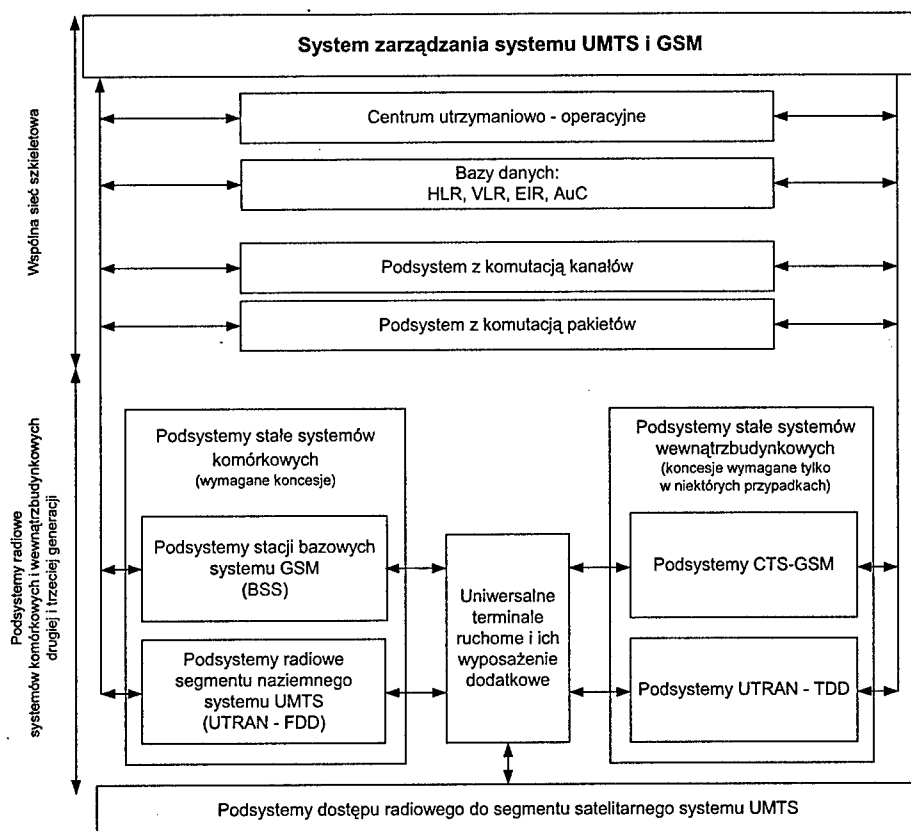 System zarządzania systemu UMTS i GSM
Centrum utrzymaniowo - operacyjne
Bazy danych:
HLR, VLR, EIR, AuC
Podsystem z komutacją kanałów
Podsystem z komutacją pakietów
Wspólna sieć szkieletowa
Podsystemy radiowe
systemów komórkowych i wewnątrzbudynkowych
drugiej i trzeciej generacji
Podsystemy stałe systemów
komórkowych
(wymagane koncesje)
Podsystemy stacji bazowych
systemu GSM
(BSS)
Podsystemy radiowe
segmentu naziemnego
systemu UMTS
(UTRAN - FDD)
Uniwersalne
terminale
ruchome i ich
wyposażenie
dodatkowe
Podsystemy stałe systemów
wewnątrzbudynkowych
(koncesje wymagane tylko
w niektórych przypadkach)
Podsystemy CTS-GSM
Podsystemy UTRAN - TDD
Podsystemy dostępu radiowego do segmentu satelitarnego systemu UMTS